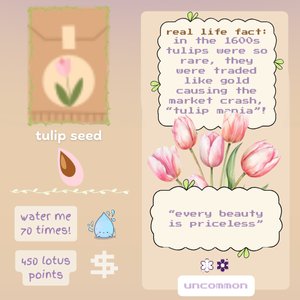 tulip seed
water me
70 times!
450 lotus
points
real life fact:
in the 1600s
tulips were so
rare, they
were traded
like gold
causing the
market crash,
"tulip mania"!
"every beauty
is priceless"
uncommon